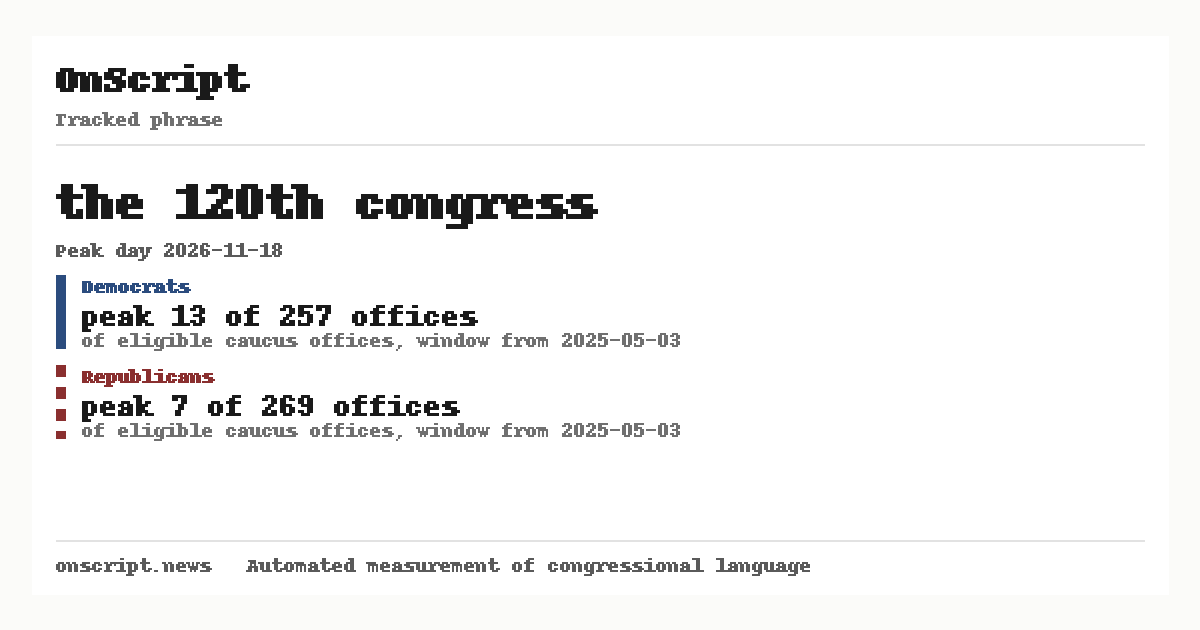 OnScript
Tracked phrase
the 120th congress
Peak day 2026-11-18
Democrats
peak 13 of 257 offices
of eligible caucus offices, window from 2025-05-03
Republicans
peak 7 of 269 offices
of eligible caucus offices, window from 2025-05-03
onscript.news Automated measurement of congressional language